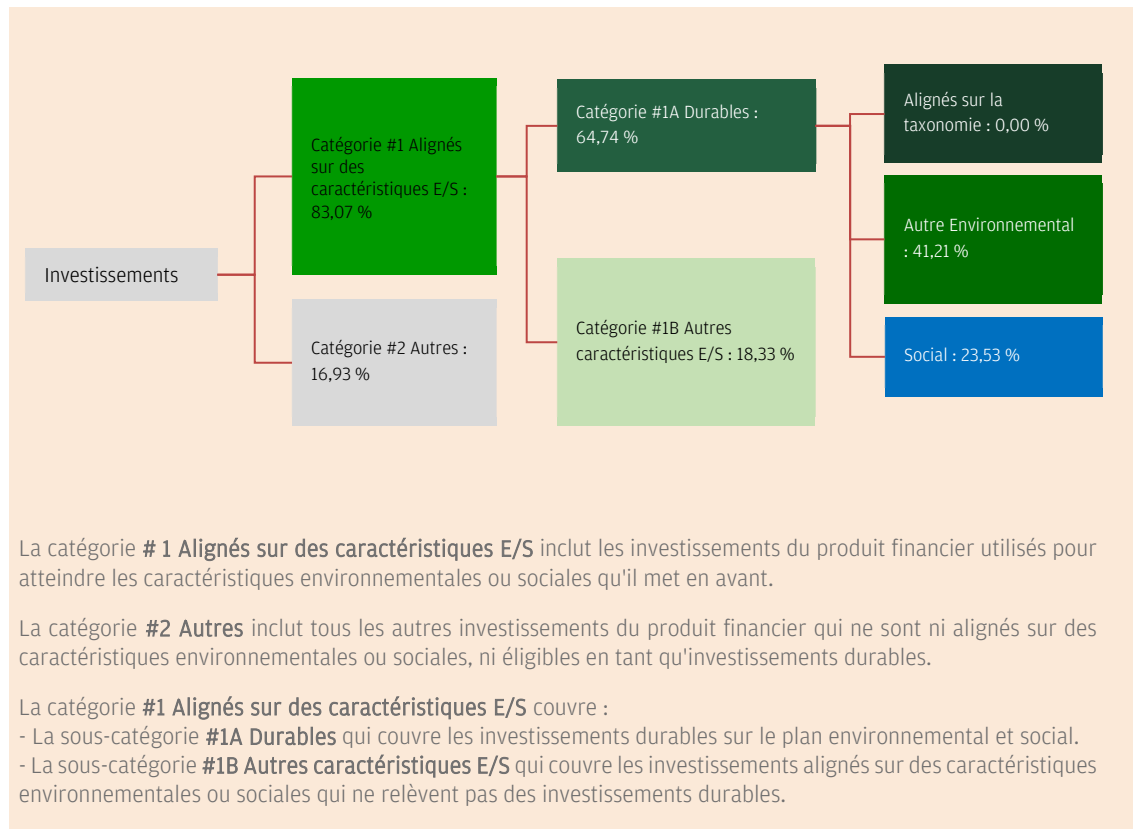 Investissements
Catégorie #1 Alignés
sur des
caractéristiques E/S :
83,07 %
Catégorie #2 Autres :
16,93 %
Catégorie #1A Durables :
64,74 %
Catégorie #1B Autres
caractéristiques E/S : 18,33 %
Alignés sur la
taxonomie : 0,00 %
Autre Environnemental
: 41,21 %
Social : 23,53 %
La catégorie # 1 Alignés sur des caractéristiques E/S inclut les investissements du produit financier utilisés pour
atteindre les caractéristiques environnementales ou sociales qu'il met en avant.
La catégorie #2 Autres inclut tous les autres investissements du produit financier qui ne sont ni alignés sur des
caractéristiques environnementales ou sociales, ni éligibles en tant qu'investissements durables.
La catégorie #1 Alignés sur des caractéristiques E/S couvre :
- La sous-catégorie #1A Durables qui couvre les investissements durables sur le plan environnemental et social.
- La sous-catégorie #1B Autres caractéristiques E/S qui couvre les investissements alignés sur des caractéristiques
environnementales ou sociales qui ne relèvent pas des investissements durables.